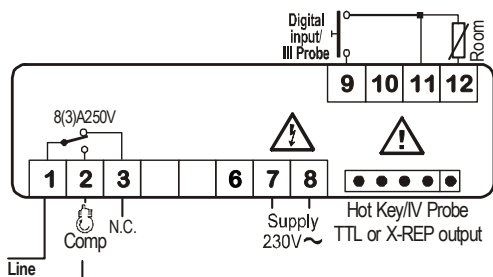 Digital
input/
III Probe
Room
9 10 11 12
8(3)A250V
1 2 3 6 7 8
Comp
N.C.
Supply
230V~
Hot Key/IV Probe
TTL or X-REP output
Line